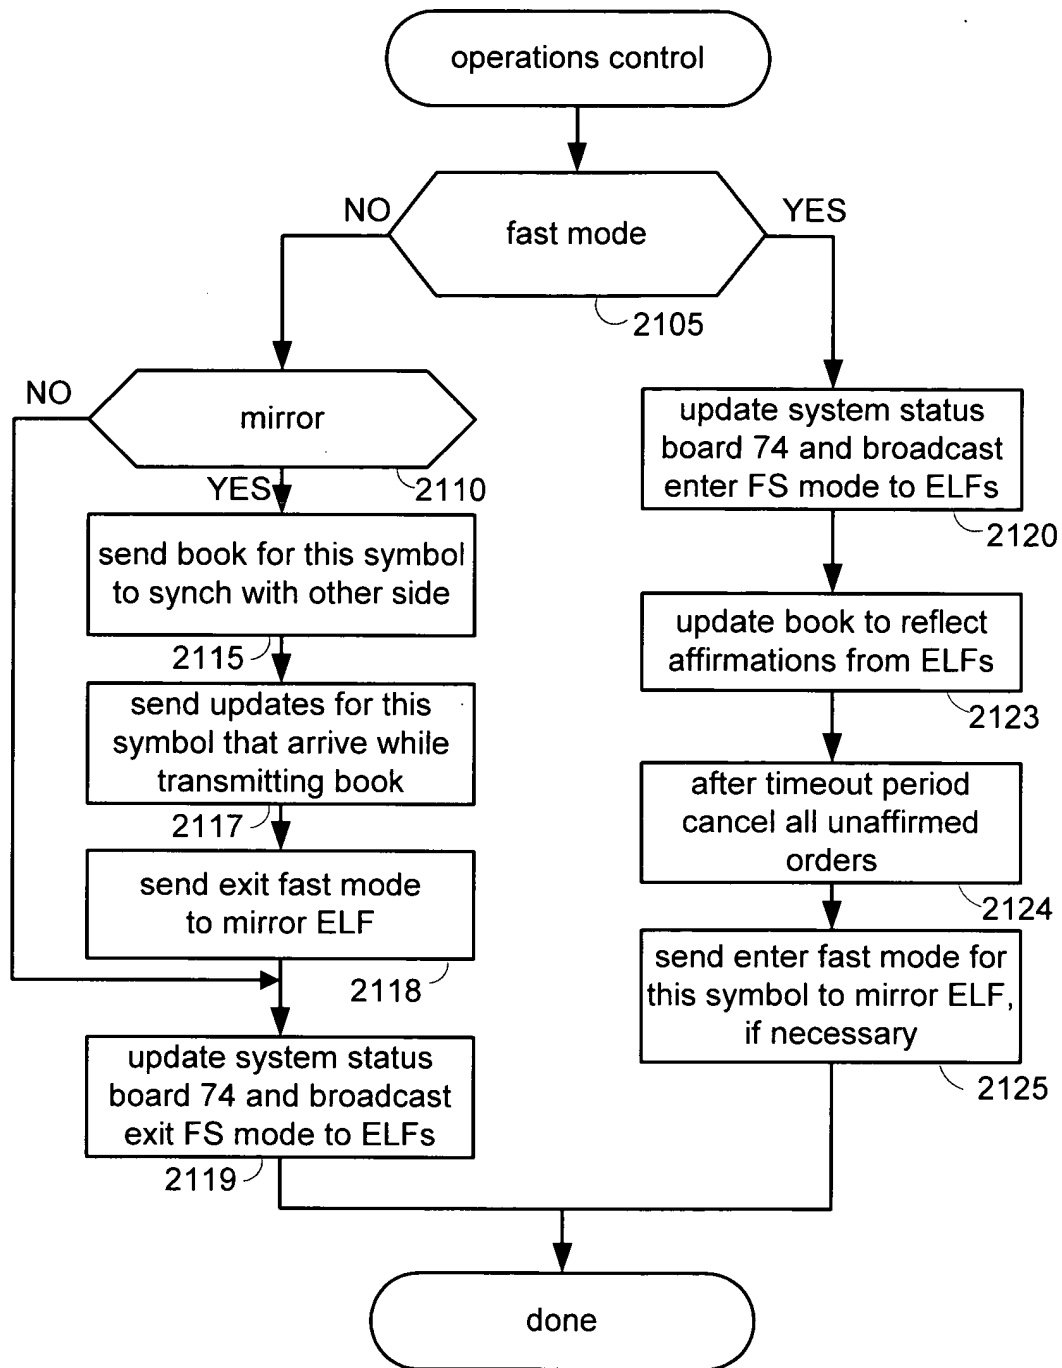 operations control
NO
YES
fast mode
2105
NO
mirror
2110
YES
send book for this symbol
to synch with other side
2115
send updates for this
symbol that arrive while
transmitting book
2117
send exit fast mode
to mirror ELF
2118
update system status
board 74 and broadcast
exit FS mode to ELFs
2119
update system status
board 74 and broadcast
enter FS mode to ELFs
2120
update book to reflect
affirmations from ELFs
2123
after timeout period
cancel all unaffirmed
orders
2124
send enter fast mode for
this symbol to mirror ELF,
if necessary
2125
done